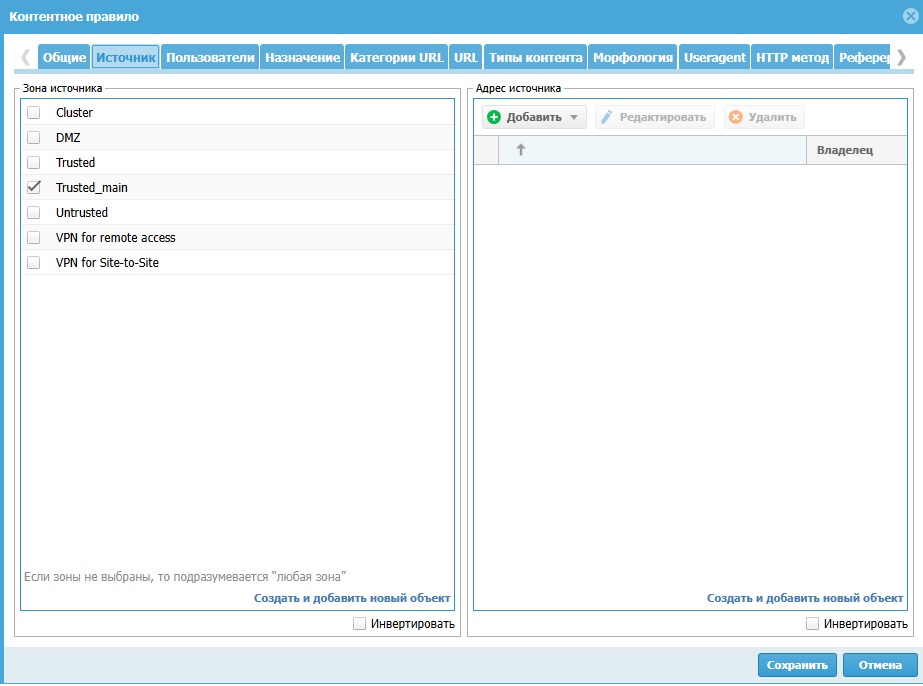 Контентное правило
Общие Источник Пользователи Назначение Категории URL URL Типы контента Морфология Useragent HTTP метод
Зона источника
Cluster
DMZ
Trusted
Trusted_main
Untrusted
VPN for remote access
VPN for Site-to-Site
Если зоны не выбраны, то подразумевается “любая зона”
Создать и добавить новый объект
Инвертировать
Адрес источника
Добавить Редактировать Удалить
Владелец
Создать и добавить новый объект
Инвертировать
Сохранить Отмена